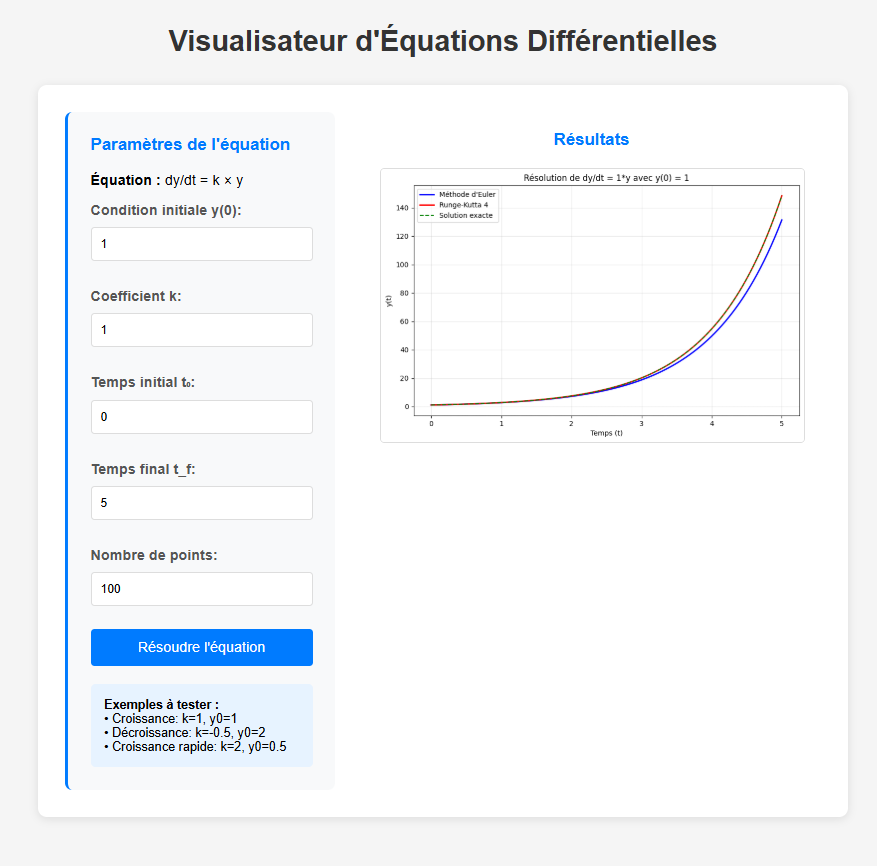 Visualisateur d'Équations Différentielles
Paramètres de l'équation
Équation : dy/dt = k × y
Condition initiale y(0):
1
Coefficient k:
1
Temps initial t₀:
0
Temps final t_f:
5
Nombre de points:
100
Résoudre l'équation
Exemples à tester :
• Croissance: k=1, y0=1
• Décroissance: k=-0.5, y0=2
• Croissance rapide: k=2, y0=0.5
Résultats
Résolution de dy/dt = 1*y avec y(0) = 1
Méthode d'Euler
Runge-Kutta 4
Solution exacte
y(t)
140
120
100
80
60
40
20
0
0 1 2 3 4 5
Temps (t)